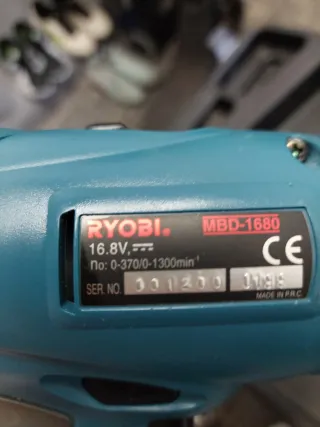 RYOBI. MBD-1680
16.8V, ⎓
no: 0-370/0-1300min⁻¹
CE
SER. NO.
MADE IN P.R.C.